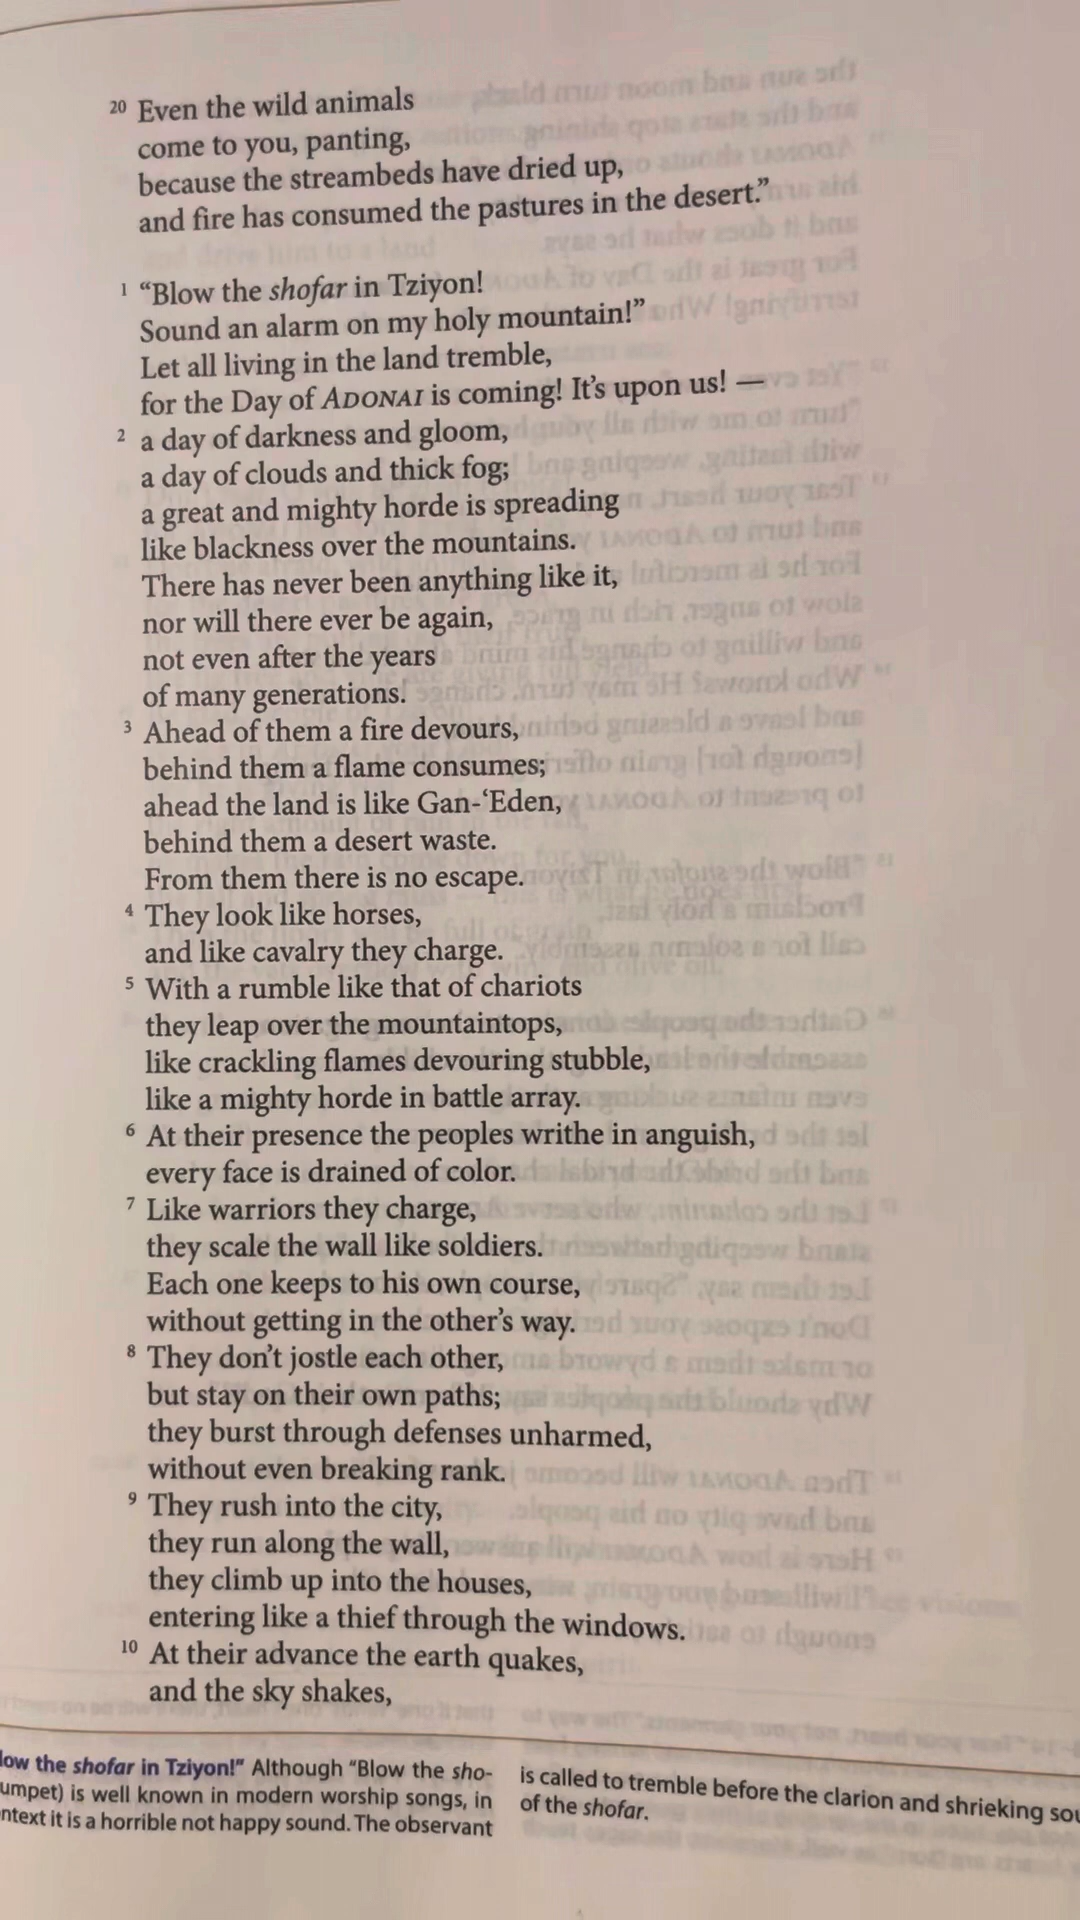 20 Even the wild animals
come to you, panting,
because the streambeds have dried up,
and fire has consumed the pastures in the desert.”
1 “Blow the shofar in Tziyon!
Sound an alarm on my holy mountain!”
Let all living in the land tremble,
for the Day of ADONAI is coming! It’s upon us! —
2 a day of darkness and gloom,
a day of clouds and thick fog;
a great and mighty horde is spreading
like blackness over the mountains.
There has never been anything like it,
nor will there ever be again,
not even after the years
of many generations.
3 Ahead of them a fire devours,
behind them a flame consumes;
ahead the land is like Gan-‘Eden,
behind them a desert waste.
From them there is no escape.
4 They look like horses,
and like cavalry they charge.
5 With a rumble like that of chariots
they leap over the mountaintops,
like crackling flames devouring stubble,
like a mighty horde in battle array.
6 At their presence the peoples writhe in anguish,
every face is drained of color.
7 Like warriors they charge,
they scale the wall like soldiers.
Each one keeps to his own course,
without getting in the other’s way.
8 They don’t jostle each other,
but stay on their own paths;
they burst through defenses unharmed,
without even breaking rank.
9 They rush into the city,
they run along the wall,
they climb up into the houses,
entering like a thief through the windows.
10 At their advance the earth quakes,
and the sky shakes,
low the shofar in Tziyon!” Although “Blow the sho-
umpet) is well known in modern worship songs, in
ntext it is a horrible not happy sound. The observant
is called to tremble before the clarion and shrieking sou
of the shofar.